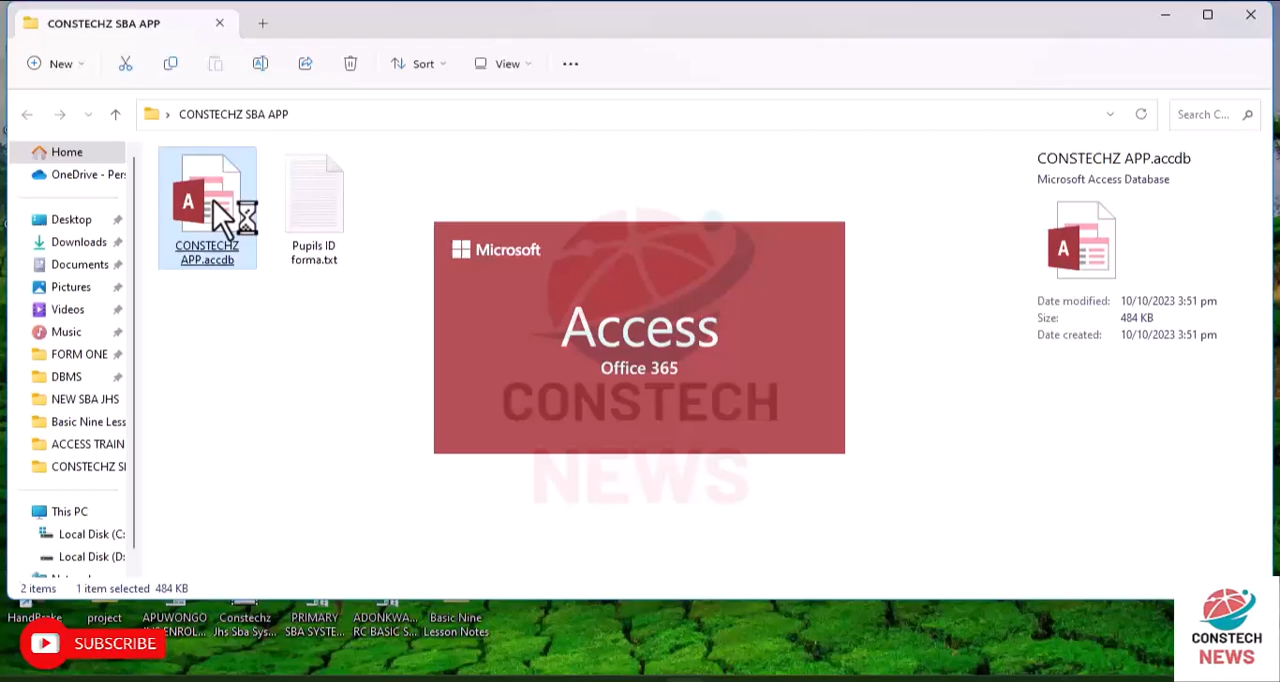 CONSTECHZ SBA APP
New
Sort
View
CONSTECHZ SBA APP
Search C...
Home
OneDrive - Pers
Desktop
Downloads
Documents
Pictures
Videos
Music
FORM ONE
DBMS
NEW SBA JHS
Basic Nine Less
ACCESS TRAIN
CONSTECHZ SI
This PC
Local Disk (C:
Local Disk (D:
CONSTECHZ
APP.accdb
Pupils ID
forma.txt
Microsoft
Access
Office 365
CONSTECH
NEWS
CONSTECHZ APP.accdb
Microsoft Access Database
A
A
Date modified: 10/10/2023 3:51 pm
Size: 484 KB
Date created: 10/10/2023 3:51 pm
2 items 1 item selected 484 KB
HandBrake project APUWONGO Constechz PRIMARY ADONKWA... Basic Nine
Jhs Sba Sys... SBA SYSTE... RC BASIC S... Lesson Notes
SUBSCRIBE
CONSTECH
NEWS